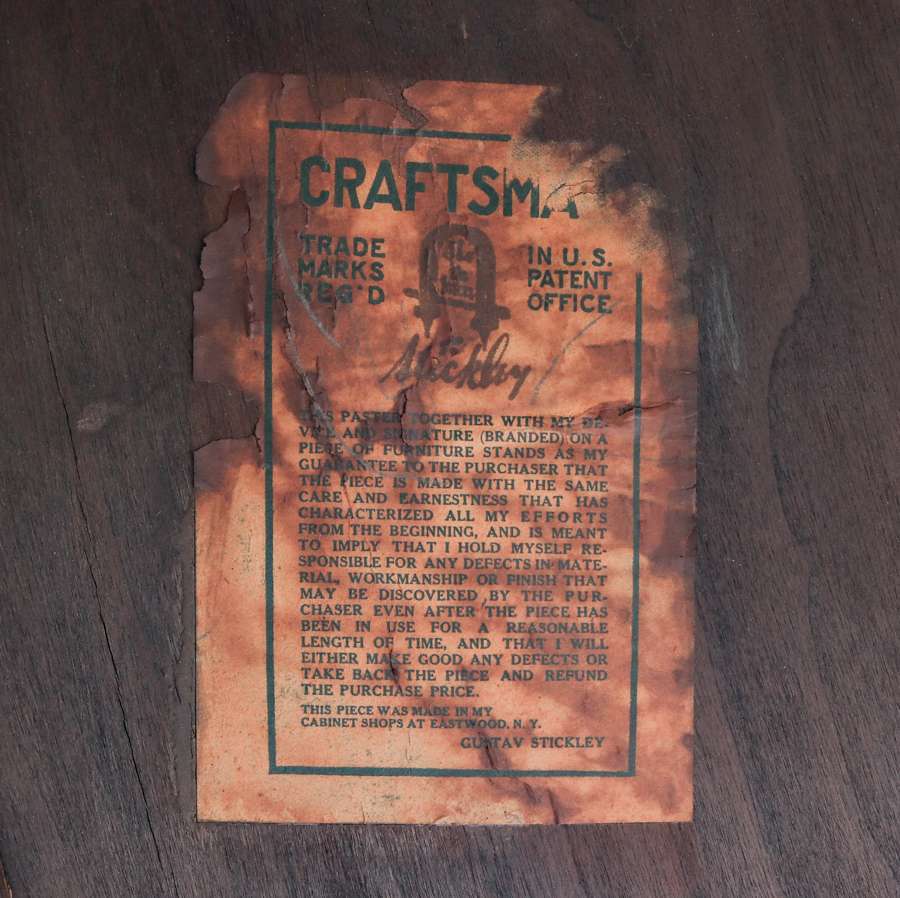 CRAFTSMA
TRADE
MARKS
REG'D
Als
ik
kan
IN U.S.
PATENT
OFFICE
Stickley
THIS PASTER TOGETHER WITH MY DE-
VICE AND SIGNATURE (BRANDED) ON A
PIECE OF FURNITURE STANDS AS MY
GUARANTEE TO THE PURCHASER THAT
THE PIECE IS MADE WITH THE SAME
CARE AND EARNESTNESS THAT HAS
CHARACTERIZED ALL MY EFFORTS
FROM THE BEGINNING, AND IS MEANT
TO IMPLY THAT I HOLD MYSELF RE-
SPONSIBLE FOR ANY DEFECTS IN MATE-
RIAL, WORKMANSHIP OR FINISH THAT
MAY BE DISCOVERED BY THE PUR-
CHASER EVEN AFTER THE PIECE HAS
BEEN IN USE FOR A REASONABLE
LENGTH OF TIME, AND THAT I WILL
EITHER MAKE GOOD ANY DEFECTS OR
TAKE BACK THE PIECE AND REFUND
THE PURCHASE PRICE.
THIS PIECE WAS MADE IN MY
CABINET SHOPS AT EASTWOOD, N.Y.
GUSTAV STICKLEY